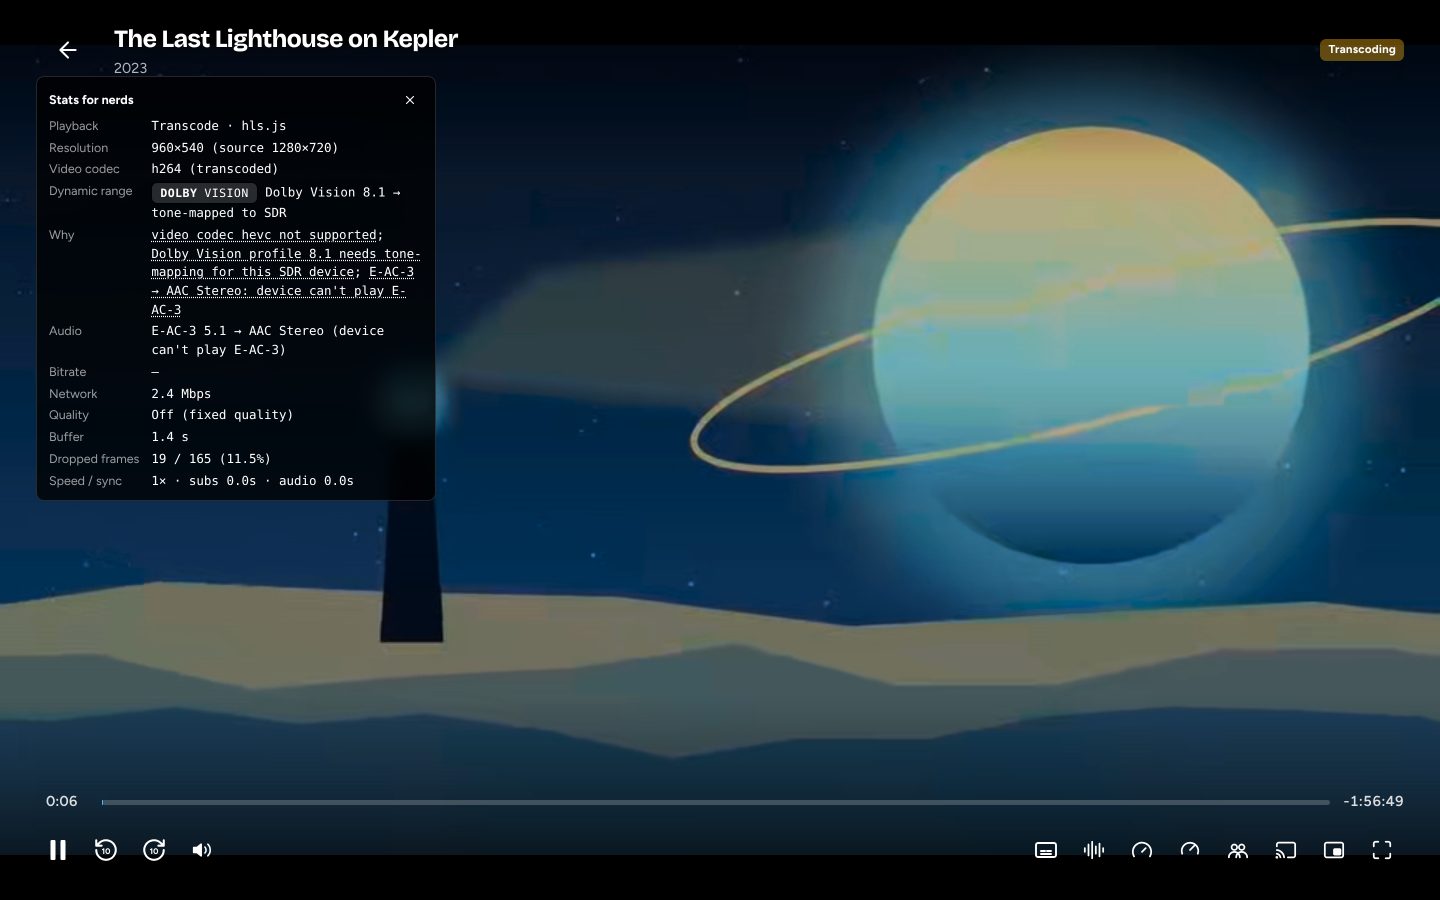 The Last Lighthouse on Kepler
2023
Transcoding
Stats for nerds
Playback Transcode · hls.js
Resolution 960×540 (source 1280×720)
Video codec h264 (transcoded)
Dynamic range DOLBY VISION Dolby Vision 8.1 →
tone-mapped to SDR
Why video codec hevc not supported;
Dolby Vision profile 8.1 needs tone-
mapping for this SDR device; E-AC-3
→ AAC Stereo: device can't play E-
AC-3
Audio E-AC-3 5.1 → AAC Stereo (device
can't play E-AC-3)
Bitrate —
Network 2.4 Mbps
Quality Off (fixed quality)
Buffer 1.4 s
Dropped frames 19 / 165 (11.5%)
Speed / sync 1× · subs 0.0s · audio 0.0s
0:06
-1:56:49
10
10